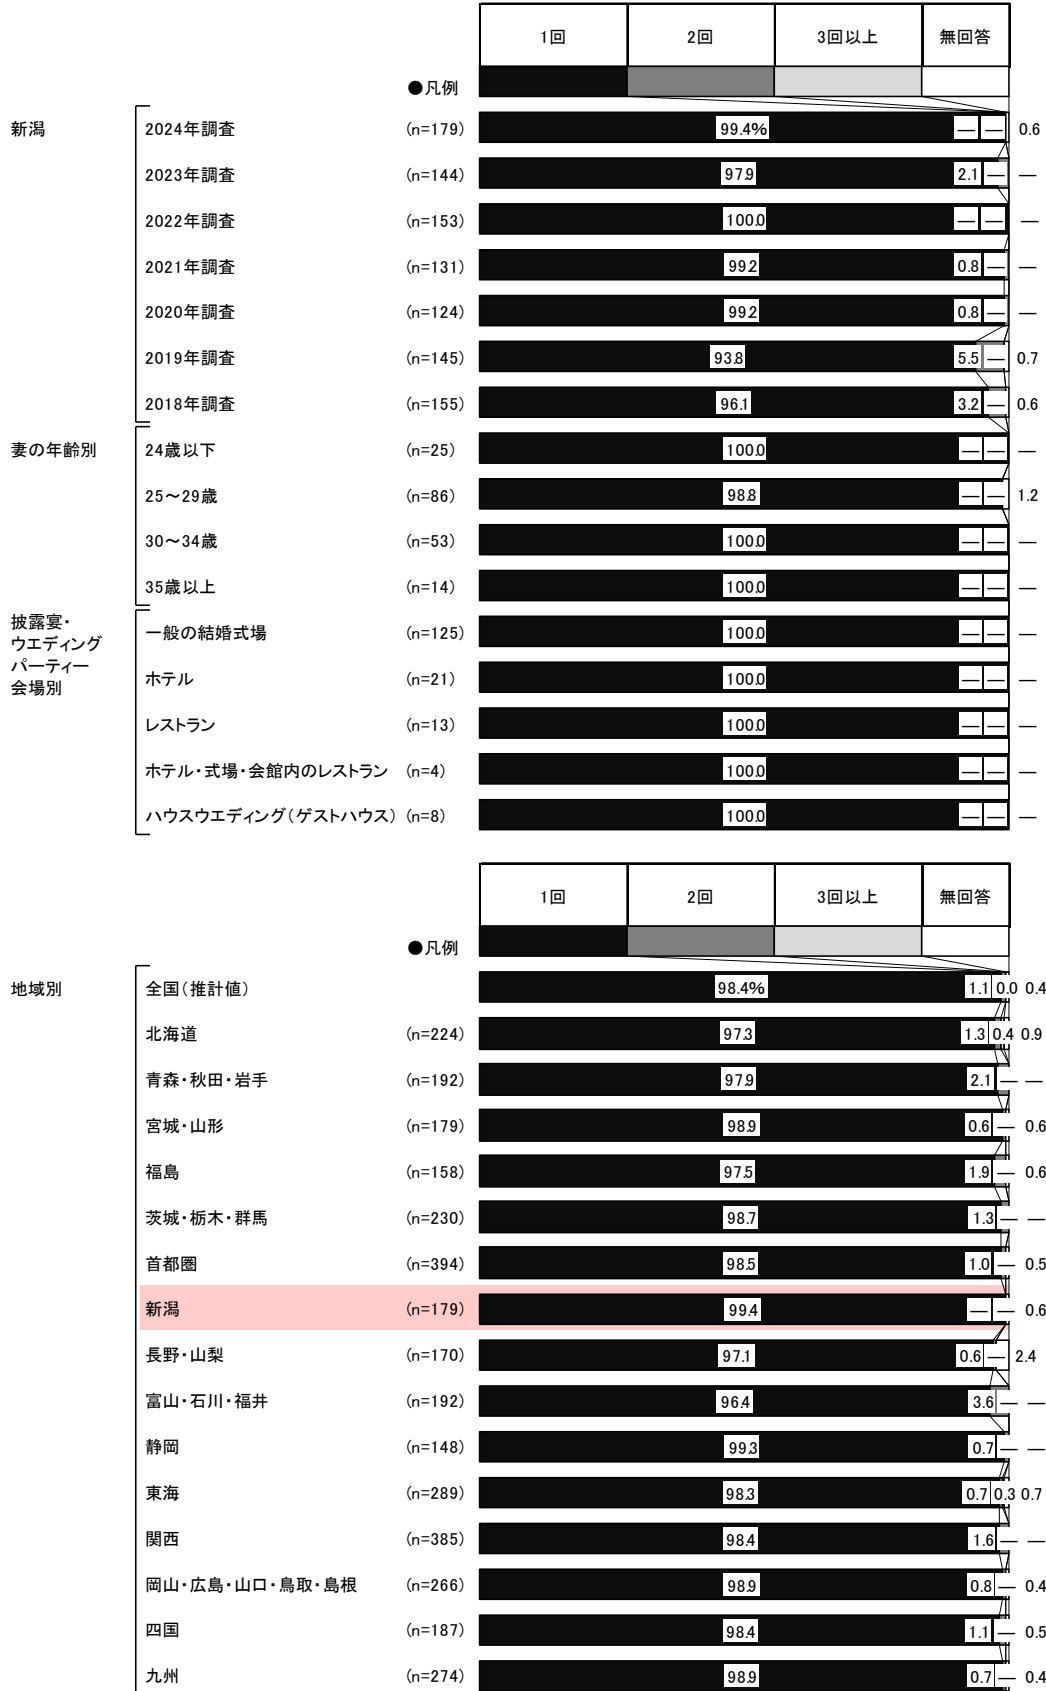 1回 2回 3回以上 無回答
●凡例
新潟
2024年調査 (n=179) 99.4% — — 0.6
2023年調査 (n=144) 97.9 2.1 — —
2022年調査 (n=153) 100.0 — — —
2021年調査 (n=131) 99.2 0.8 — —
2020年調査 (n=124) 99.2 0.8 — —
2019年調査 (n=145) 93.8 5.5 — 0.7
2018年調査 (n=155) 96.1 3.2 — 0.6
妻の年齢別
24歳以下 (n=25) 100.0 — — —
25～29歳 (n=86) 98.8 — — 1.2
30～34歳 (n=53) 100.0 — — —
35歳以上 (n=14) 100.0 — — —
披露宴・
ウエディング
パーティー
会場別
一般の結婚式場 (n=125) 100.0 — — —
ホテル (n=21) 100.0 — — —
レストラン (n=13) 100.0 — — —
ホテル・式場・会館内のレストラン (n=4) 100.0 — — —
ハウスウエディング(ゲストハウス) (n=8) 100.0 — — —
1回 2回 3回以上 無回答
●凡例
地域別
全国(推計値) 98.4% 1.1 0.0 0.4
北海道 (n=224) 97.3 1.3 0.4 0.9
青森・秋田・岩手 (n=192) 97.9 2.1 — —
宮城・山形 (n=179) 98.9 0.6 — 0.6
福島 (n=158) 97.5 1.9 — 0.6
茨城・栃木・群馬 (n=230) 98.7 1.3 — —
首都圏 (n=394) 98.5 1.0 — 0.5
新潟 (n=179) 99.4 — — 0.6
長野・山梨 (n=170) 97.1 0.6 — 2.4
富山・石川・福井 (n=192) 96.4 3.6 — —
静岡 (n=148) 99.3 0.7 — —
東海 (n=289) 98.3 0.7 0.3 0.7
関西 (n=385) 98.4 1.6 — —
岡山・広島・山口・鳥取・島根 (n=266) 98.9 0.8 — 0.4
四国 (n=187) 98.4 1.1 — 0.5
九州 (n=274) 98.9 0.7 — 0.4